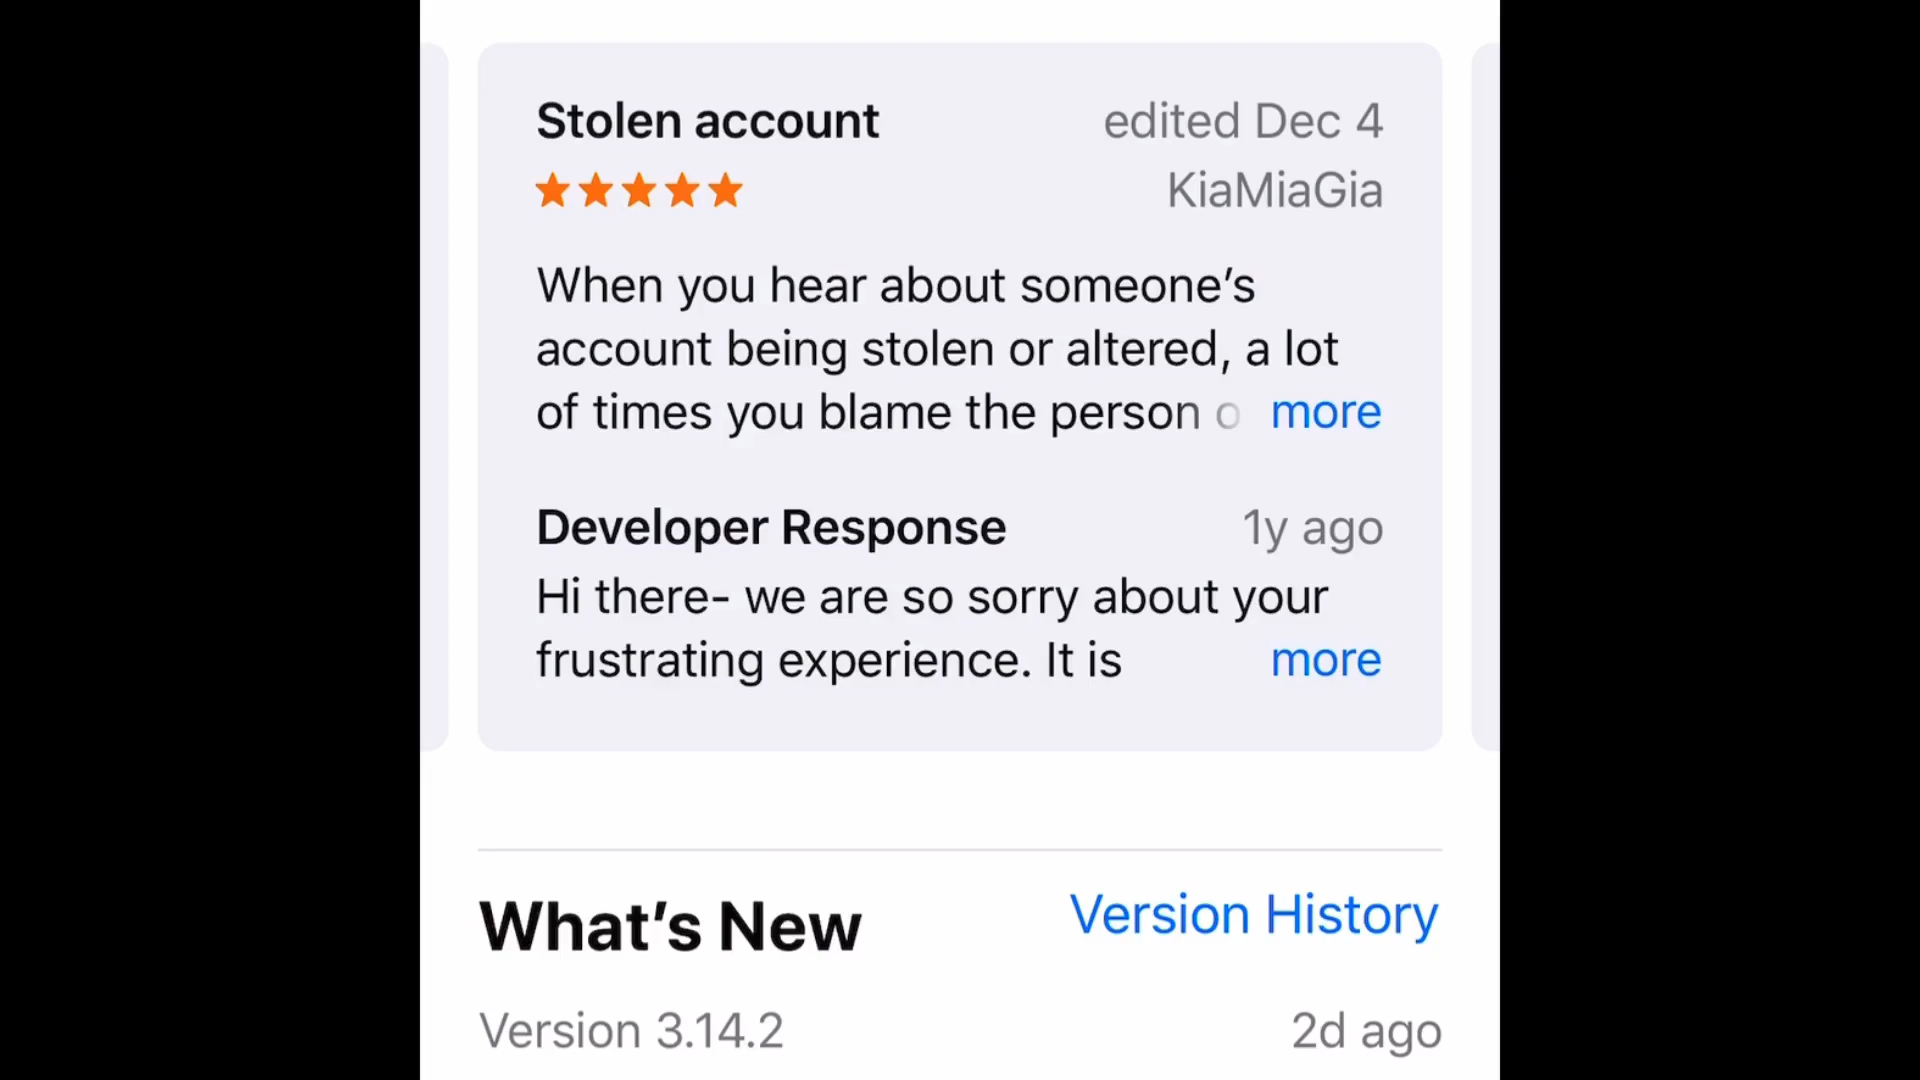 Stolen account
edited Dec 4
KiaMiaGia
When you hear about someone’s
account being stolen or altered, a lot
of times you blame the person
more
Developer Response
1y ago
Hi there- we are so sorry about your
frustrating experience. It is
more
What’s New
Version History
Version 3.14.2
2d ago